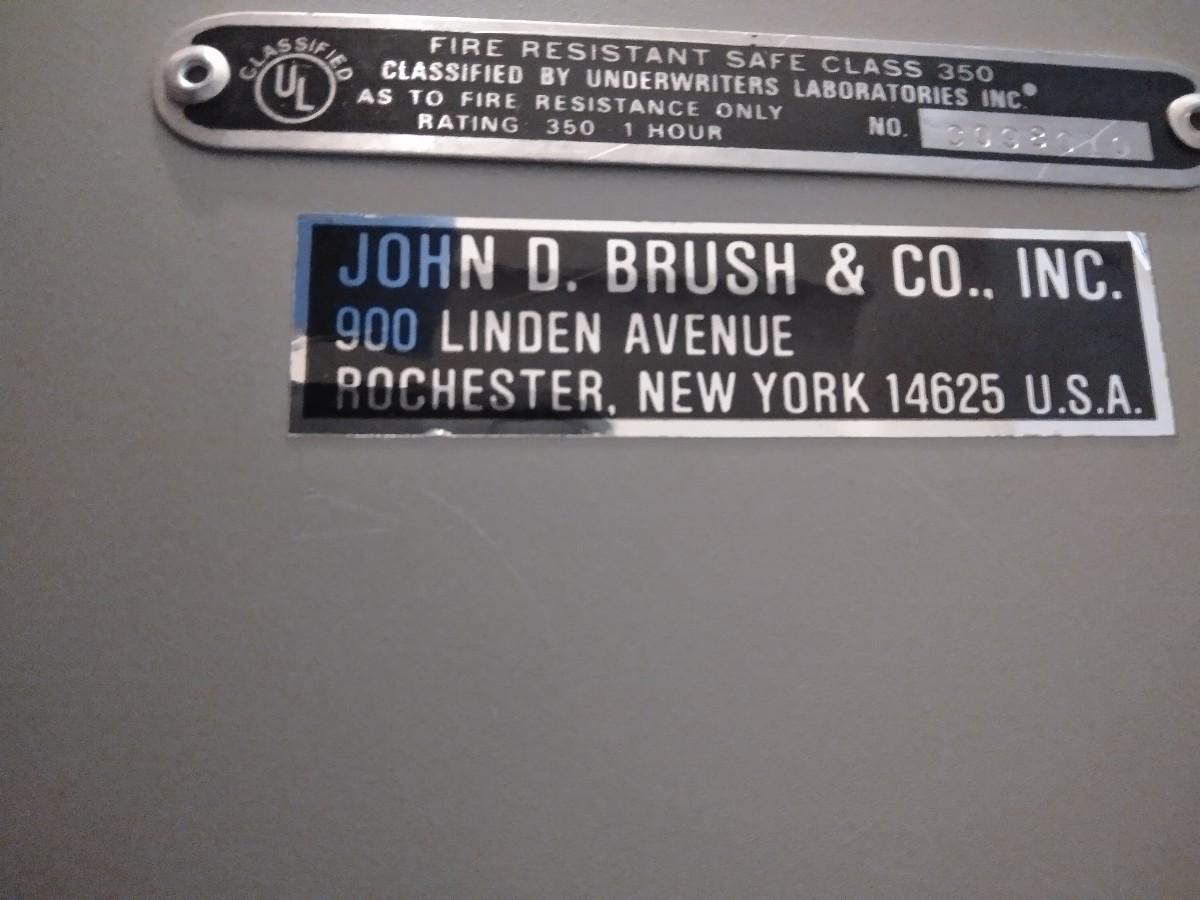 CLASSIFIED
UL
FIRE RESISTANT SAFE CLASS 350
CLASSIFIED BY UNDERWRITERS LABORATORIES INC.®
AS TO FIRE RESISTANCE ONLY
RATING 350 1 HOUR
NO.
JOHN D. BRUSH & CO., INC.
900 LINDEN AVENUE
ROCHESTER, NEW YORK 14625 U.S.A.